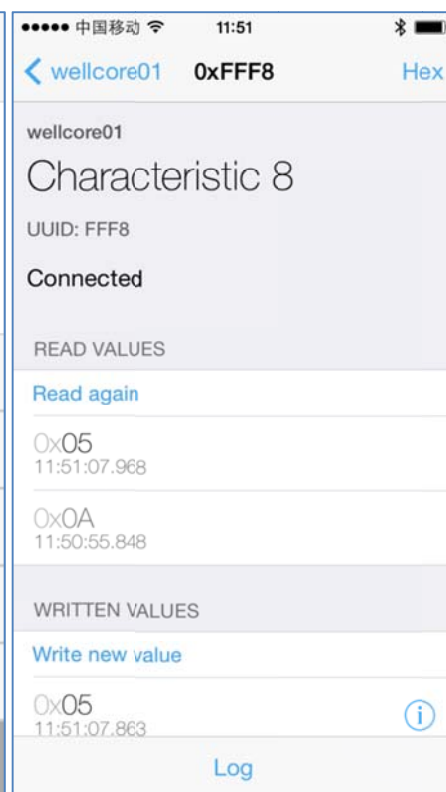 中国移动 11:51
wellcore01 0xFFF8 Hex
wellcore01
Characteristic 8
UUID: FFF8
Connected
READ VALUES
Read again
0x05
11:51:07.968
0x0A
11:50:55.848
WRITTEN VALUES
Write new value
0x05
11:51:07.863
Log